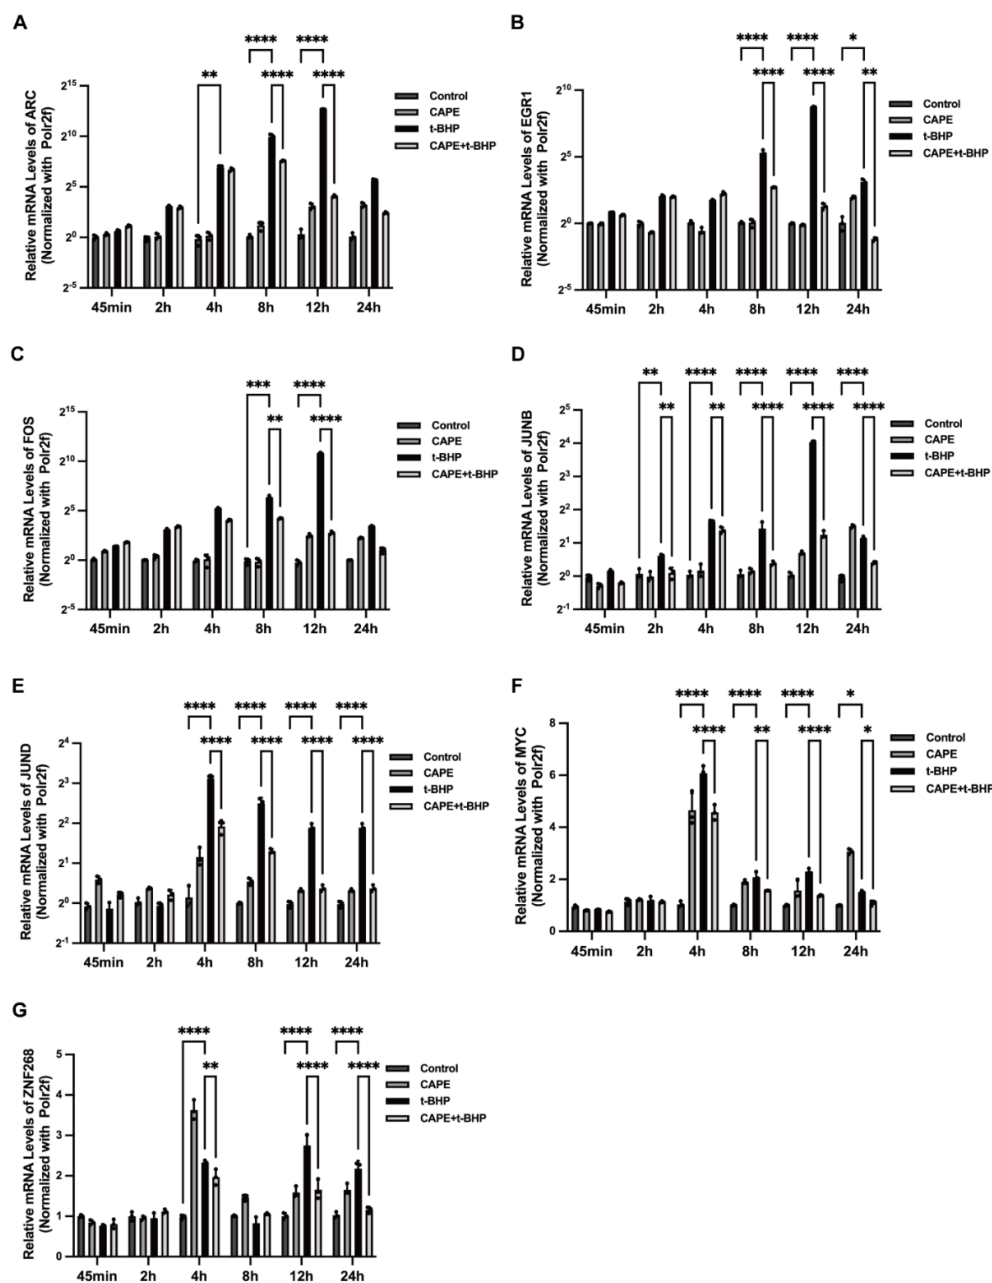 A
Relative mRNA Levels of ARC
(Normalized with Polr2f)
** **** **** **** ****
2^15
2^10
2^5
2^0
2^-5
45min 2h 4h 8h 12h 24h
Control
CAPE
t-BHP
CAPE+t-BHP
B
Relative mRNA Levels of EGR1
(Normalized with Polr2f)
**** **** *
**** **** **
2^10
2^5
2^0
2^-5
45min 2h 4h 8h 12h 24h
Control
CAPE
t-BHP
CAPE+t-BHP
C
Relative mRNA Levels of FOS
(Normalized with Polr2f)
*** ****
** ****
2^15
2^10
2^5
2^0
2^-5
45min 2h 4h 8h 12h 24h
Control
CAPE
t-BHP
CAPE+t-BHP
D
Relative mRNA Levels of JUNB
(Normalized with Polr2f)
** **** **** **** ****
** ** **** **** ****
2^5
2^4
2^3
2^2
2^1
2^0
2^-1
45min 2h 4h 8h 12h 24h
Control
CAPE
t-BHP
CAPE+t-BHP
E
Relative mRNA Levels of JUND
(Normalized with Polr2f)
**** **** **** ****
**** **** **** ****
2^4
2^3
2^2
2^1
2^0
2^-1
45min 2h 4h 8h 12h 24h
Control
CAPE
t-BHP
CAPE+t-BHP
F
Relative mRNA Levels of MYC
(Normalized with Polr2f)
**** **** **** *
**** ** **** *
8
6
4
2
0
45min 2h 4h 8h 12h 24h
Control
CAPE
t-BHP
CAPE+t-BHP
G
Relative mRNA Levels of ZNF268
(Normalized with Polr2f)
**** **** ****
** **** ****
5
4
3
2
1
0
45min 2h 4h 8h 12h 24h
Control
CAPE
t-BHP
CAPE+t-BHP